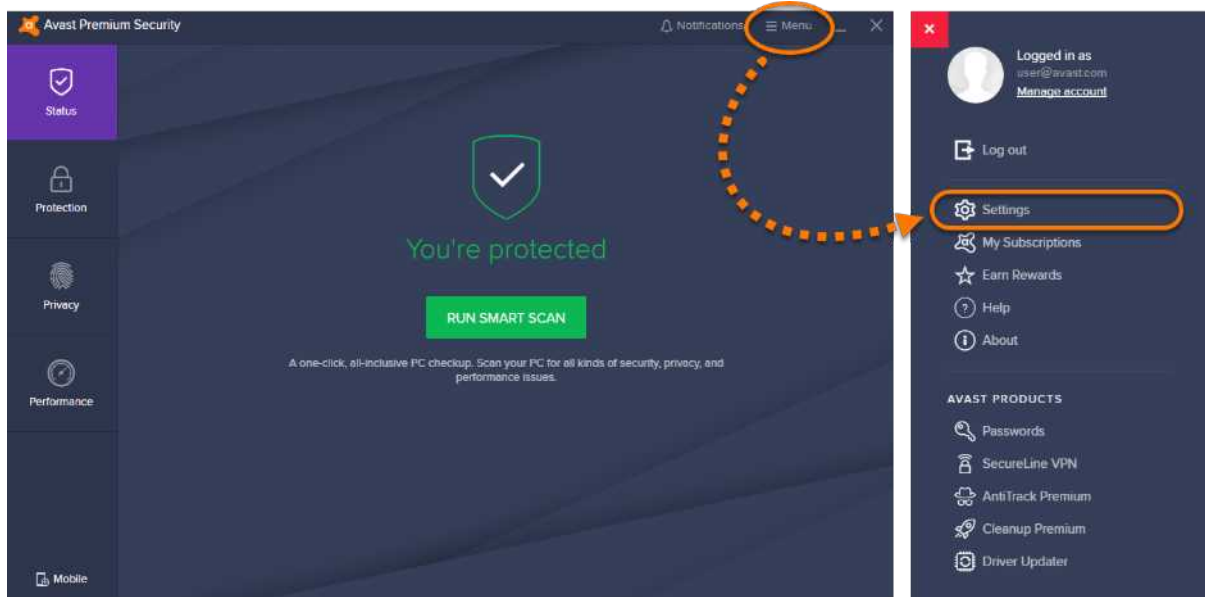 Avast Premium Security
Notifications
Menu
Status
Protection
Privacy
Performance
Mobile
You're protected
RUN SMART SCAN
A one-click, all-inclusive PC checkup. Scan your PC for all kinds of security, privacy, and
performance issues.
Logged in as
user@avast.com
Manage account
Log out
Settings
My Subscriptions
Earn Rewards
Help
About
AVAST PRODUCTS
Passwords
SecureLine VPN
AntiTrack Premium
Cleanup Premium
Driver Updater